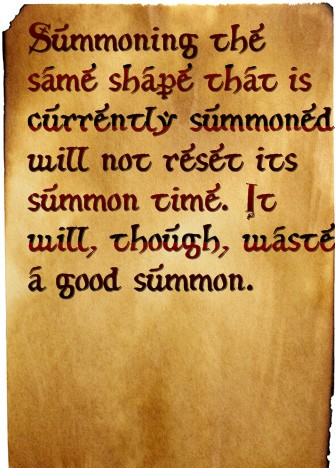 Summoning the
same shape that is
currently summoned
will not reset its
summon time. It
will, though, waste
a good summon.